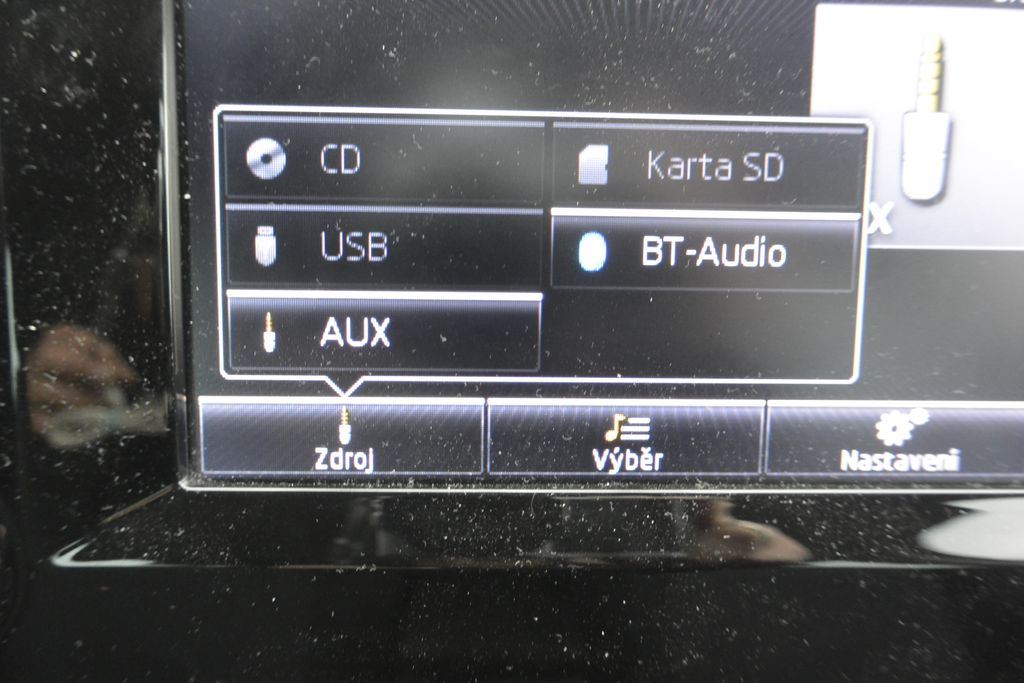 CD
Karta SD
USB
BT-Audio
AUX
X
Zdroj
Výběr
Nastavení